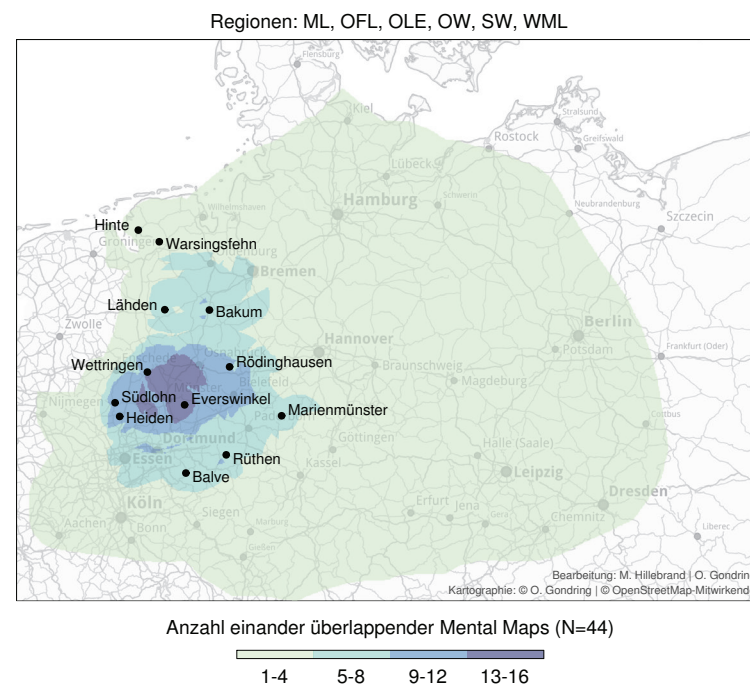 Regionen: ML, OFL, OLE, OW, SW, WML
Flensburg
Kiel
Stralsund
Rostock
Greifswald
Lübeck
Hamburg
Schwerin
Neubrandenburg
Wilhelmshaven
Szczecin
Hinte
Groningen
Warsingsfehn
Oldenburg
Bremen
Lähden
Bakum
Zwolle
Berlin
Hannover
Potsdam
Frankfurt (Oder)
Wettringen
Rödinghausen
Braunschweig
Magdeburg
Bielefeld
Südlohn
Everswinkel
Nijmegen
Heiden
Marienmünster
Cottbus
Dortmund
Göttingen
Essen
Rüthen
Halle (Saale)
Kassel
Leipzig
Balve
Köln
Dresden
Siegen
Erfurt
Jena
Gera
Chemnitz
Aachen
Bonn
Marburg
Liberec
Gießen
Bearbeitung: M. Hillebrand | O. Gondrin
Kartographie: © O. Gondring | © OpenStreetMap-Mitwirkend
Anzahl einander überlappender Mental Maps (N=44)
1-4 5-8 9-12 13-16